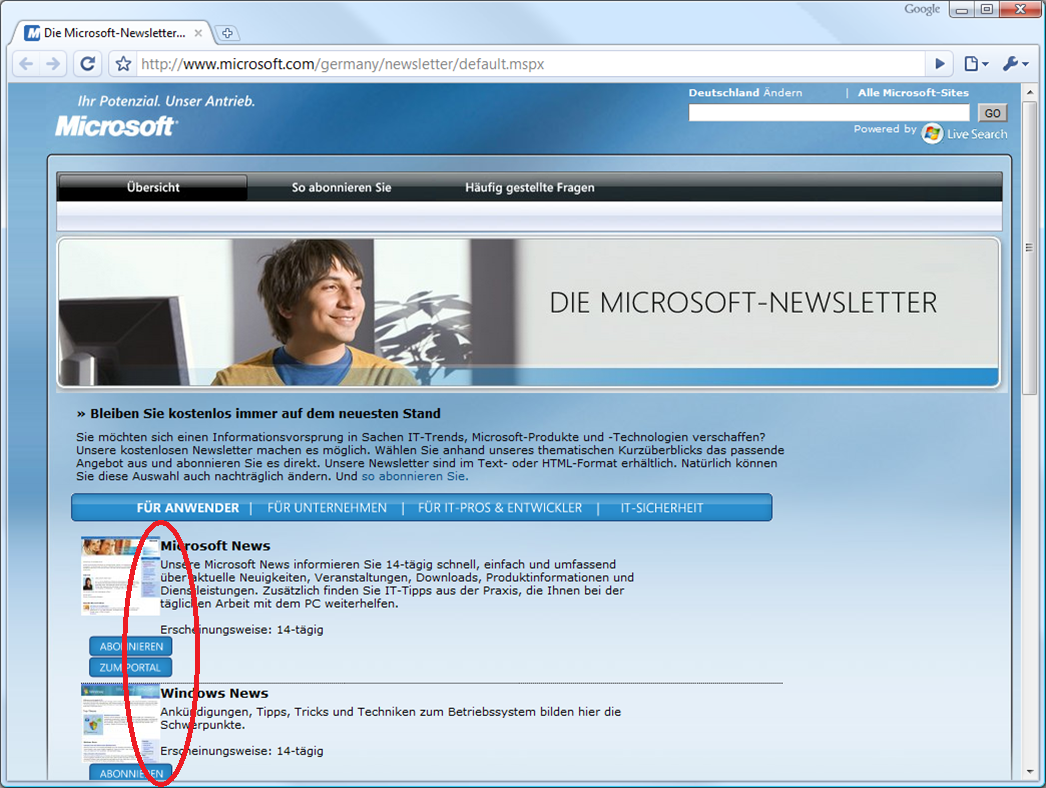 Google
Die Microsoft-Newsletter...
http://www.microsoft.com/germany/newsletter/default.mspx
Ihr Potenzial. Unser Antrieb.
Microsoft
Deutschland Ändern | Alle Microsoft-Sites
GO
Powered by Live Search
Übersicht So abonnieren Sie Häufig gestellte Fragen
DIE MICROSOFT-NEWSLETTER
» Bleiben Sie kostenlos immer auf dem neuesten Stand
Sie möchten sich einen Informationsvorsprung in Sachen IT-Trends, Microsoft-Produkte und -Technologien verschaffen?
Unsere kostenlosen Newsletter machen es möglich. Wählen Sie anhand unseres thematischen Kurzüberblicks das passende
Angebot aus und abonnieren Sie es direkt. Unsere Newsletter sind im Text- oder HTML-Format erhältlich. Natürlich können
Sie diese Auswahl auch nachträglich ändern. Und so abonnieren Sie.
FÜR ANWENDER | FÜR UNTERNEHMEN | FÜR IT-PROS & ENTWICKLER | IT-SICHERHEIT
Microsoft News
Unsere Microsoft News informieren Sie 14-tägig schnell, einfach und umfassend
über aktuelle Neuigkeiten, Veranstaltungen, Downloads, Produktinformationen und
Dienstleistungen. Zusätzlich finden Sie IT-Tipps aus der Praxis, die Ihnen bei der
täglichen Arbeit mit dem PC weiterhelfen.
Erscheinungsweise: 14-tägig
ABONNIEREN
ZUM PORTAL
Windows News
Ankündigungen, Tipps, Tricks und Techniken zum Betriebssystem bilden hier die
Schwerpunkte.
Erscheinungsweise: 14-tägig
ABONNIEREN